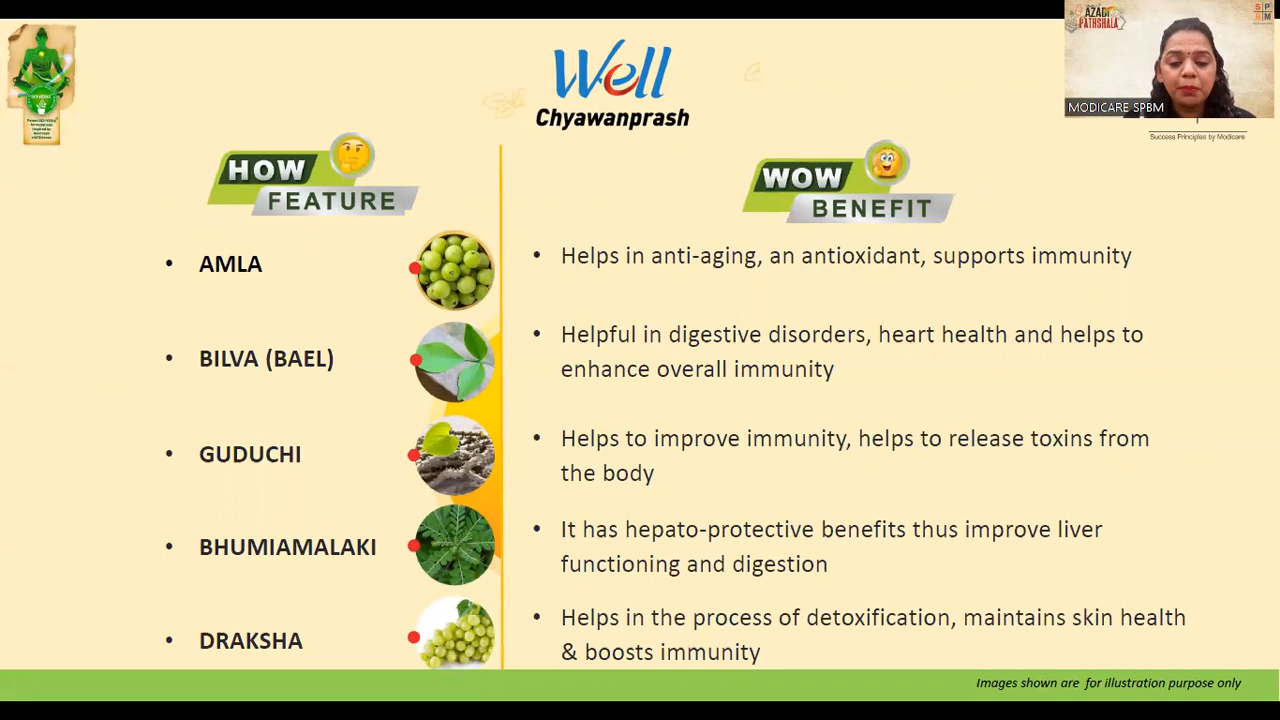 AZADI
PATHSHALA
S P
B M
MODICARE SPBM
Success Principles by Modicare
Well
Chyawanprash
HOW
FEATURE
WOW
BENEFIT
• AMLA
• Helps in anti-aging, an antioxidant, supports immunity
• BILVA (BAEL)
• Helpful in digestive disorders, heart health and helps to
enhance overall immunity
• GUDUCHI
• Helps to improve immunity, helps to release toxins from
the body
• BHUMIAMALAKI
• It has hepato-protective benefits thus improve liver
functioning and digestion
• DRAKSHA
• Helps in the process of detoxification, maintains skin health
& boosts immunity
Images shown are for illustration purpose only